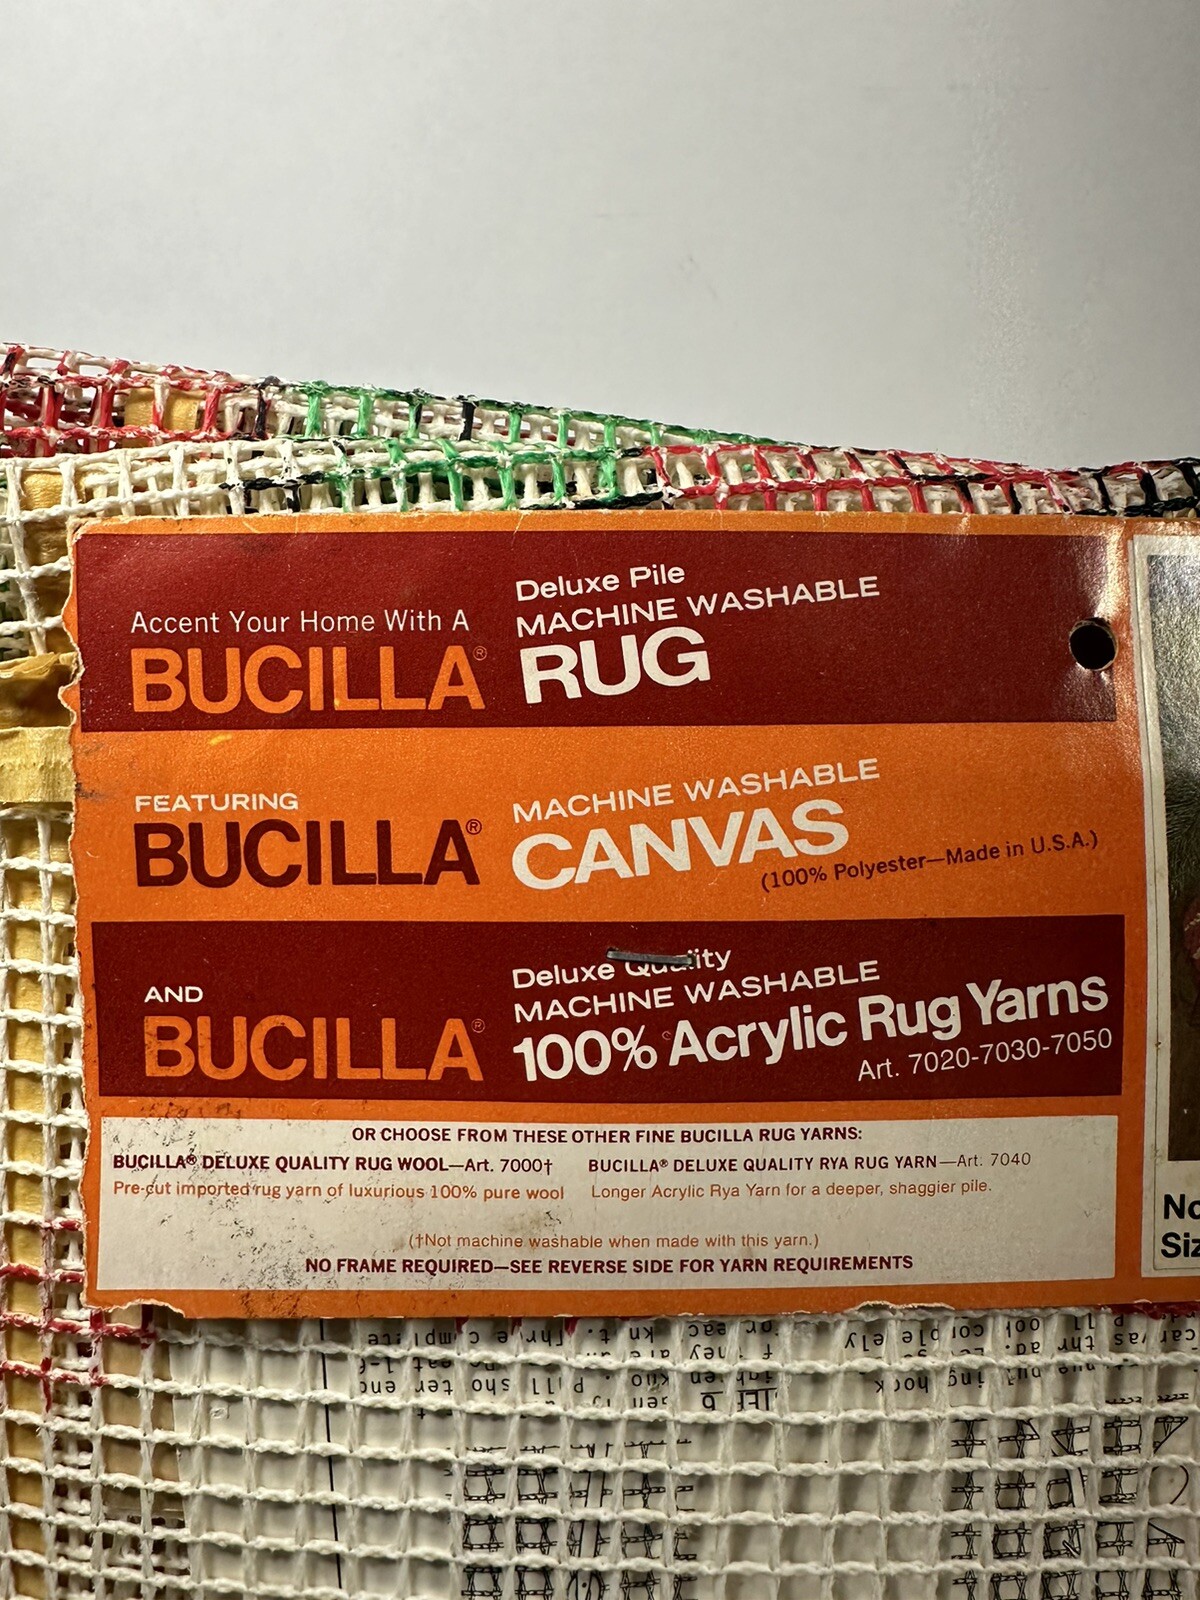 Accent Your Home With A
BUCILLA®
Deluxe Pile
MACHINE WASHABLE
RUG
FEATURING
BUCILLA®
MACHINE WASHABLE
CANVAS
(100% Polyester—Made in U.S.A.)
AND
BUCILLA®
Deluxe Quality
MACHINE WASHABLE
100% Acrylic Rug Yarns
Art. 7020-7030-7050
OR CHOOSE FROM THESE OTHER FINE BUCILLA RUG YARNS:
BUCILLA® DELUXE QUALITY RUG WOOL—Art. 7000†
Pre-cut imported rug yarn of luxurious 100% pure wool
BUCILLA® DELUXE QUALITY RYA RUG YARN—Art. 7040
Longer Acrylic Rya Yarn for a deeper, shaggier pile.
(†Not machine washable when made with this yarn.)
NO FRAME REQUIRED—SEE REVERSE SIDE FOR YARN REQUIREMENTS